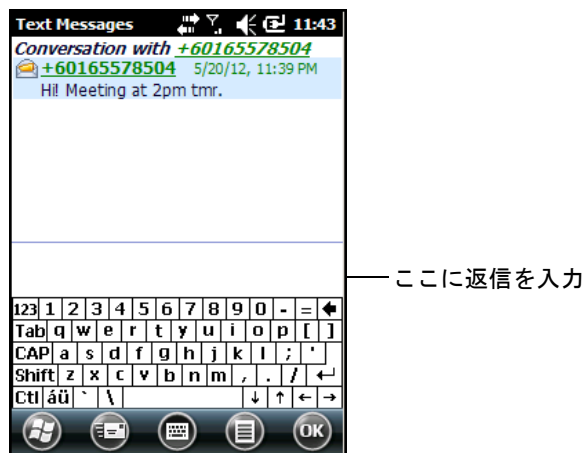 Text Messages 11:43
Conversation with +60165578504
+60165578504 5/20/12, 11:39 PM
Hi! Meeting at 2pm tmr.
ここに返信を入力
123 1 2 3 4 5 6 7 8 9 0 - = 🡄
Tab q w e r t y u i o p [ ]
CAP a s d f g h j k l ; '
Shift z x c v b n m , . / ↵
Ctl áü ` \ ↓ ↑ ← →
OK